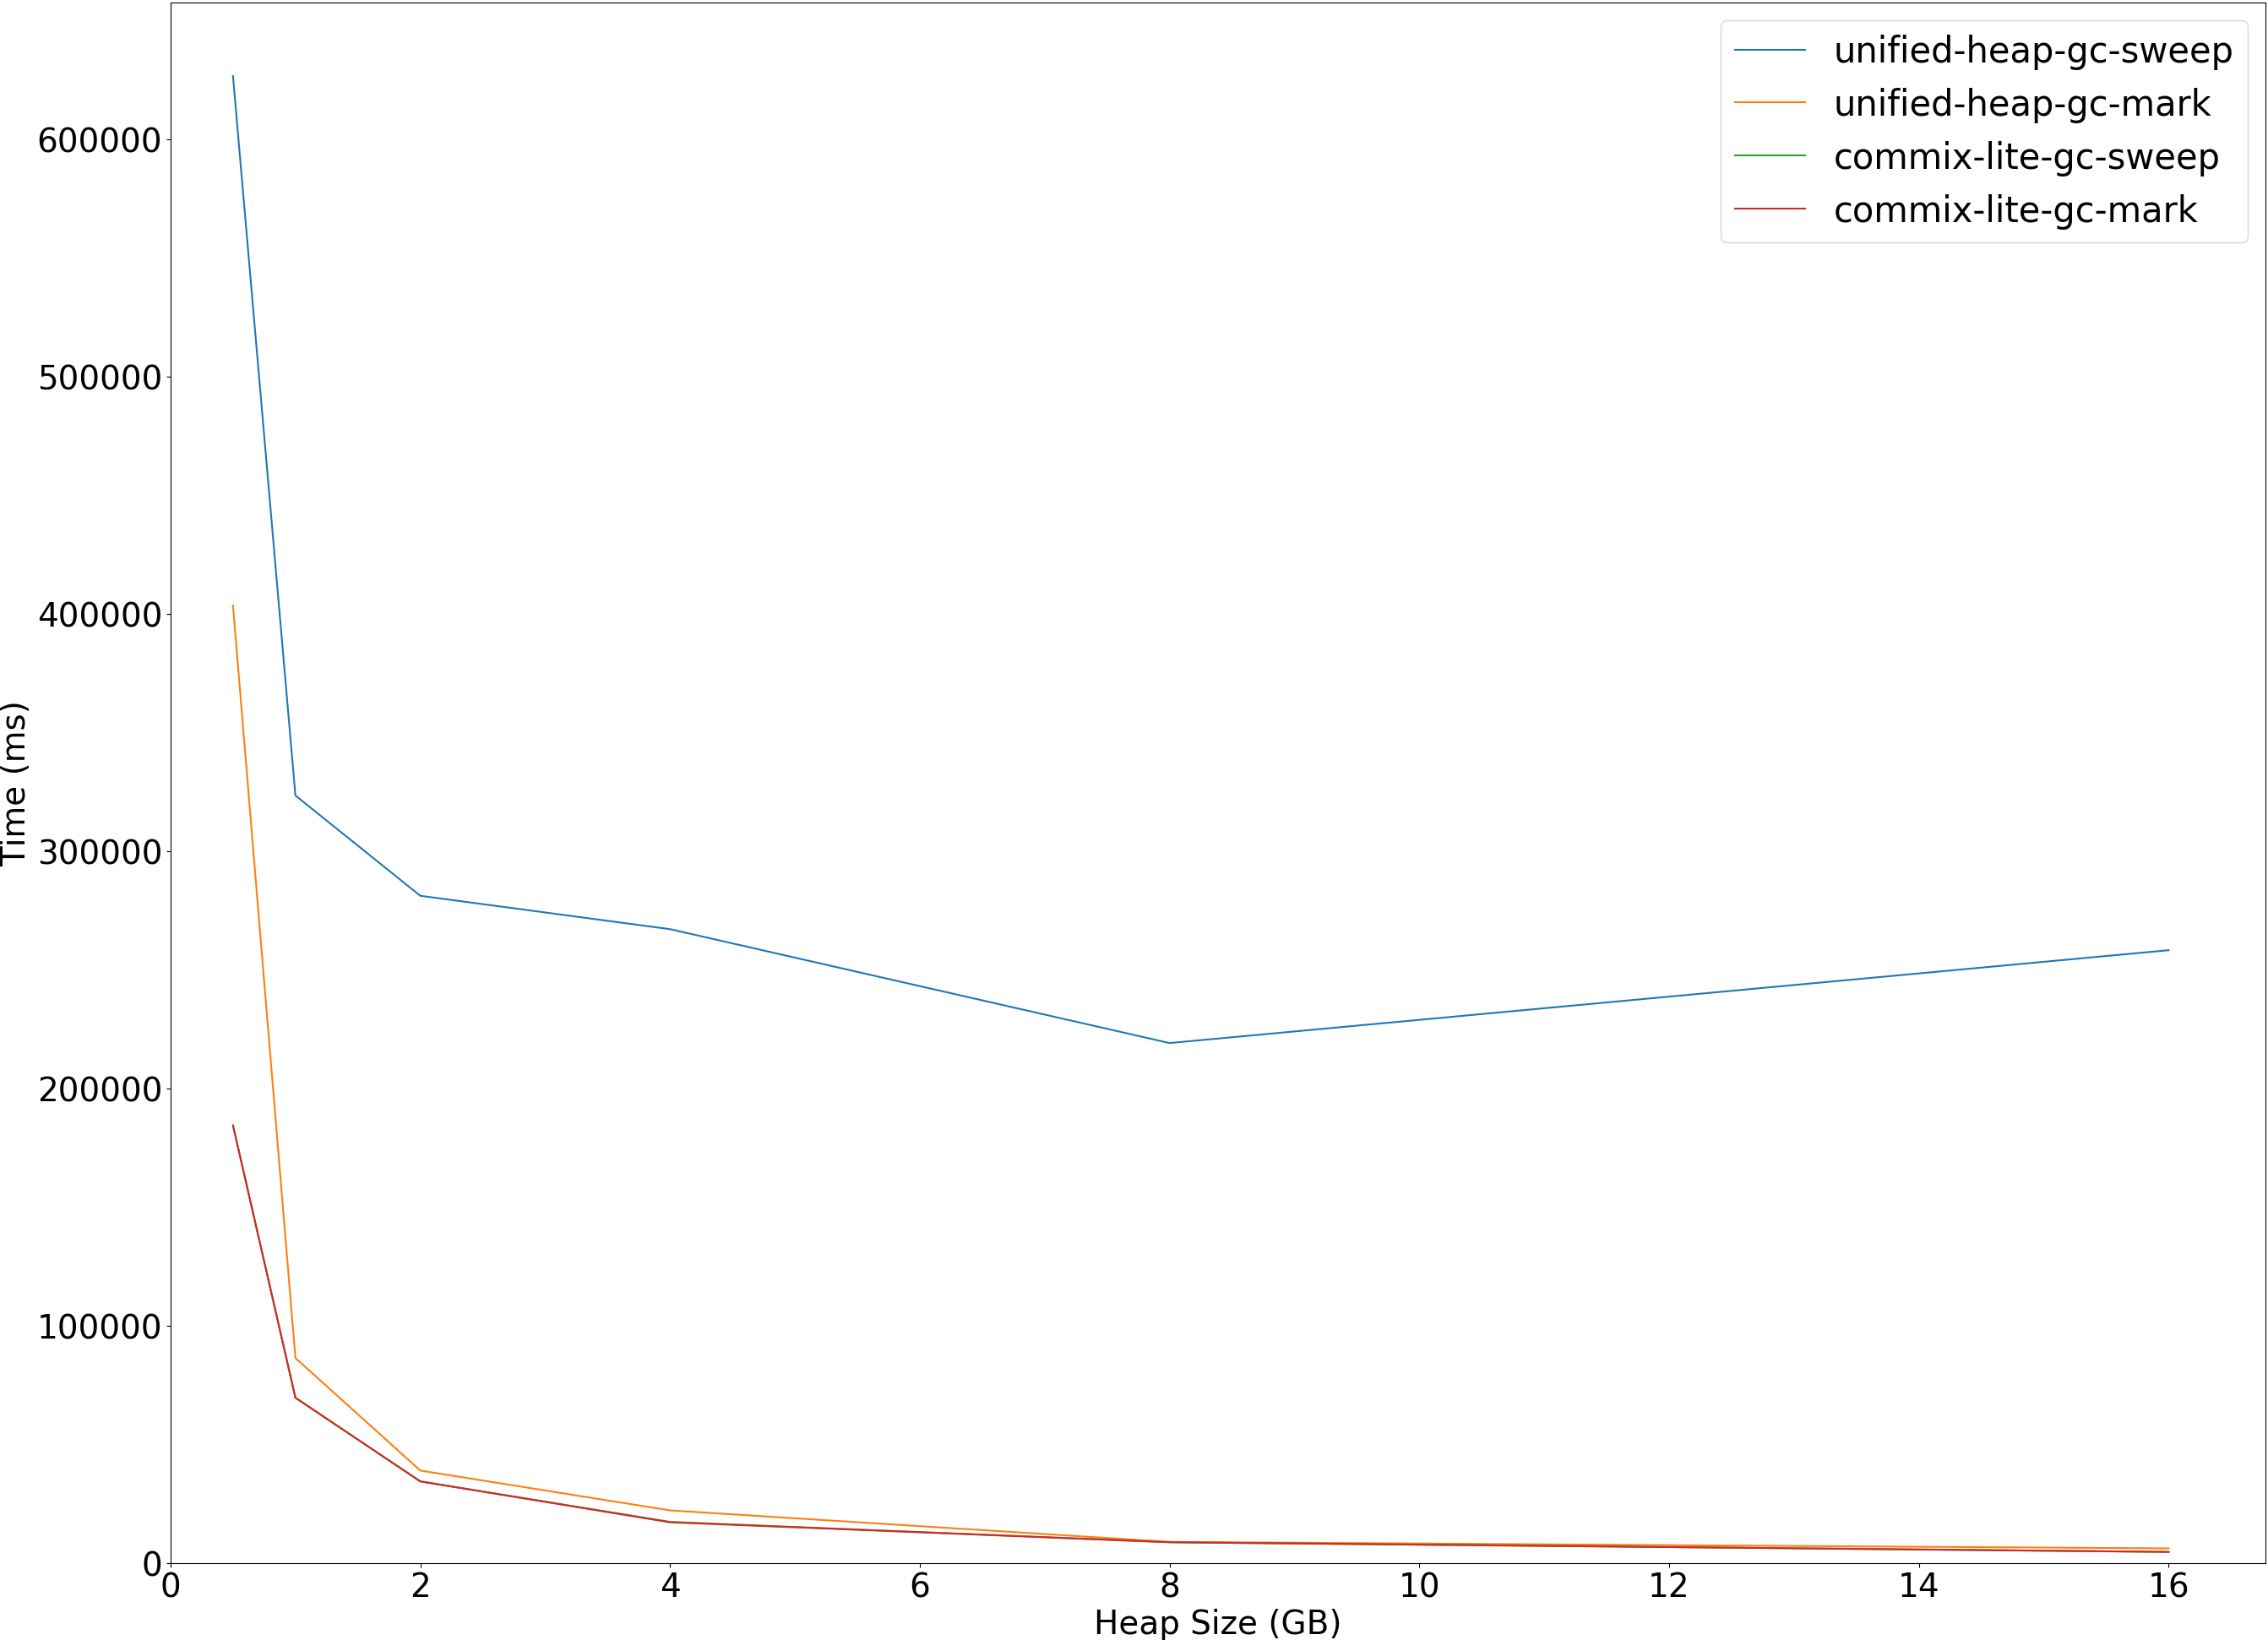 unified-heap-gc-sweep
unified-heap-gc-mark
commix-lite-gc-sweep
commix-lite-gc-mark
600000
500000
400000
300000
200000
100000
0
Time (ms)
0 2 4 6 8 10 12 14 16
Heap Size (GB)